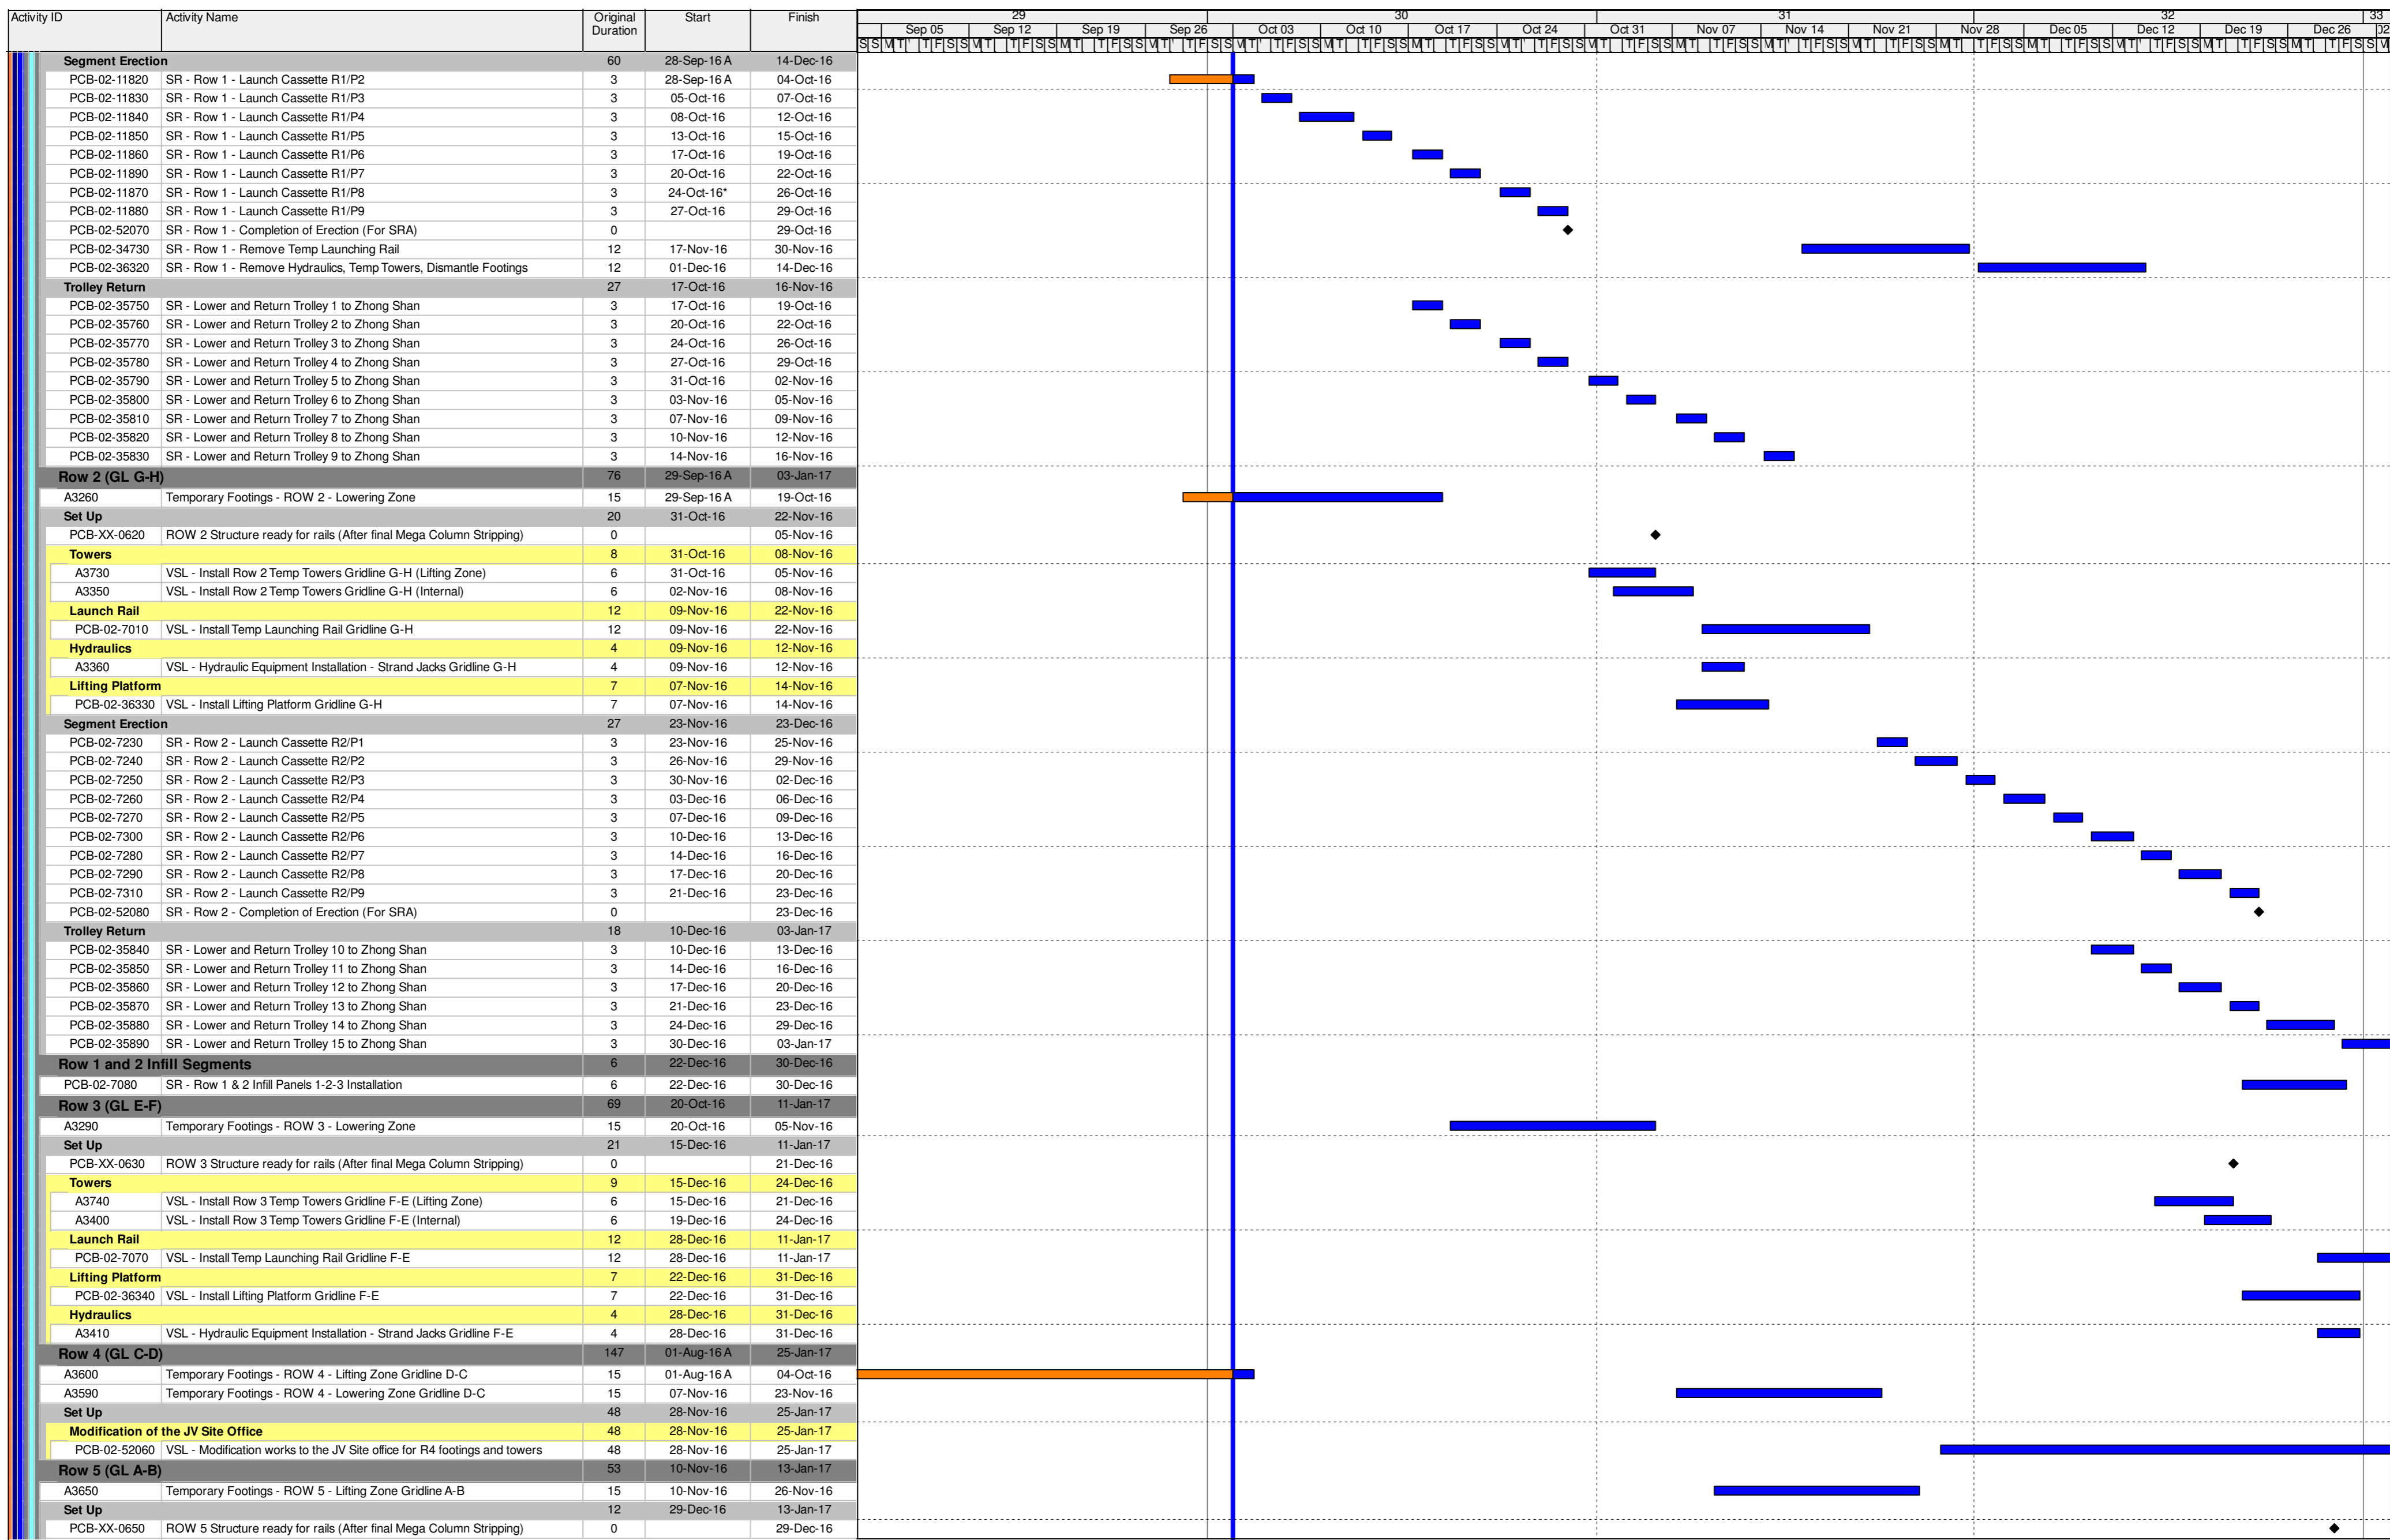 Activity ID Activity Name Original Duration Start Finish 29 30 31 32 33
Sep 05 Sep 12 Sep 19 Sep 26 Oct 03 Oct 10 Oct 17 Oct 24 Oct 31 Nov 07 Nov 14 Nov 21 Nov 28 Dec 05 Dec 12 Dec 19 Dec 26 02
Segment Erection 60 28-Sep-16 A 14-Dec-16
PCB-02-11820 SR - Row 1 - Launch Cassette R1/P2 3 28-Sep-16 A 04-Oct-16
PCB-02-11830 SR - Row 1 - Launch Cassette R1/P3 3 05-Oct-16 07-Oct-16
PCB-02-11840 SR - Row 1 - Launch Cassette R1/P4 3 08-Oct-16 12-Oct-16
PCB-02-11850 SR - Row 1 - Launch Cassette R1/P5 3 13-Oct-16 15-Oct-16
PCB-02-11860 SR - Row 1 - Launch Cassette R1/P6 3 17-Oct-16 19-Oct-16
PCB-02-11890 SR - Row 1 - Launch Cassette R1/P7 3 20-Oct-16 22-Oct-16
PCB-02-11870 SR - Row 1 - Launch Cassette R1/P8 3 24-Oct-16* 26-Oct-16
PCB-02-11880 SR - Row 1 - Launch Cassette R1/P9 3 27-Oct-16 29-Oct-16
PCB-02-52070 SR - Row 1 - Completion of Erection (For SRA) 0 29-Oct-16
PCB-02-34730 SR - Row 1 - Remove Temp Launching Rail 12 17-Nov-16 30-Nov-16
PCB-02-36320 SR - Row 1 - Remove Hydraulics, Temp Towers, Dismantle Footings 12 01-Dec-16 14-Dec-16
Trolley Return 27 17-Oct-16 16-Nov-16
PCB-02-35750 SR - Lower and Return Trolley 1 to Zhong Shan 3 17-Oct-16 19-Oct-16
PCB-02-35760 SR - Lower and Return Trolley 2 to Zhong Shan 3 20-Oct-16 22-Oct-16
PCB-02-35770 SR - Lower and Return Trolley 3 to Zhong Shan 3 24-Oct-16 26-Oct-16
PCB-02-35780 SR - Lower and Return Trolley 4 to Zhong Shan 3 27-Oct-16 29-Oct-16
PCB-02-35790 SR - Lower and Return Trolley 5 to Zhong Shan 3 31-Oct-16 02-Nov-16
PCB-02-35800 SR - Lower and Return Trolley 6 to Zhong Shan 3 03-Nov-16 05-Nov-16
PCB-02-35810 SR - Lower and Return Trolley 7 to Zhong Shan 3 07-Nov-16 09-Nov-16
PCB-02-35820 SR - Lower and Return Trolley 8 to Zhong Shan 3 10-Nov-16 12-Nov-16
PCB-02-35830 SR - Lower and Return Trolley 9 to Zhong Shan 3 14-Nov-16 16-Nov-16
Row 2 (GL G-H) 76 29-Sep-16 A 03-Jan-17
A3260 Temporary Footings - ROW 2 - Lowering Zone 15 29-Sep-16 A 19-Oct-16
Set Up 20 31-Oct-16 22-Nov-16
PCB-XX-0620 ROW 2 Structure ready for rails (After final Mega Column Stripping) 0 05-Nov-16
Towers 8 31-Oct-16 08-Nov-16
A3730 VSL - Install Row 2 Temp Towers Gridline G-H (Lifting Zone) 6 31-Oct-16 05-Nov-16
A3350 VSL - Install Row 2 Temp Towers Gridline G-H (Internal) 6 02-Nov-16 08-Nov-16
Launch Rail 12 09-Nov-16 22-Nov-16
PCB-02-7010 VSL - Install Temp Launching Rail Gridline G-H 12 09-Nov-16 22-Nov-16
Hydraulics 4 09-Nov-16 12-Nov-16
A3360 VSL - Hydraulic Equipment Installation - Strand Jacks Gridline G-H 4 09-Nov-16 12-Nov-16
Lifting Platform 7 07-Nov-16 14-Nov-16
PCB-02-36330 VSL - Install Lifting Platform Gridline G-H 7 07-Nov-16 14-Nov-16
Segment Erection 27 23-Nov-16 23-Dec-16
PCB-02-7230 SR - Row 2 - Launch Cassette R2/P1 3 23-Nov-16 25-Nov-16
PCB-02-7240 SR - Row 2 - Launch Cassette R2/P2 3 26-Nov-16 29-Nov-16
PCB-02-7250 SR - Row 2 - Launch Cassette R2/P3 3 30-Nov-16 02-Dec-16
PCB-02-7260 SR - Row 2 - Launch Cassette R2/P4 3 03-Dec-16 06-Dec-16
PCB-02-7270 SR - Row 2 - Launch Cassette R2/P5 3 07-Dec-16 09-Dec-16
PCB-02-7300 SR - Row 2 - Launch Cassette R2/P6 3 10-Dec-16 13-Dec-16
PCB-02-7280 SR - Row 2 - Launch Cassette R2/P7 3 14-Dec-16 16-Dec-16
PCB-02-7290 SR - Row 2 - Launch Cassette R2/P8 3 17-Dec-16 20-Dec-16
PCB-02-7310 SR - Row 2 - Launch Cassette R2/P9 3 21-Dec-16 23-Dec-16
PCB-02-52080 SR - Row 2 - Completion of Erection (For SRA) 0 23-Dec-16
Trolley Return 18 10-Dec-16 03-Jan-17
PCB-02-35840 SR - Lower and Return Trolley 10 to Zhong Shan 3 10-Dec-16 13-Dec-16
PCB-02-35850 SR - Lower and Return Trolley 11 to Zhong Shan 3 14-Dec-16 16-Dec-16
PCB-02-35860 SR - Lower and Return Trolley 12 to Zhong Shan 3 17-Dec-16 20-Dec-16
PCB-02-35870 SR - Lower and Return Trolley 13 to Zhong Shan 3 21-Dec-16 23-Dec-16
PCB-02-35880 SR - Lower and Return Trolley 14 to Zhong Shan 3 24-Dec-16 29-Dec-16
PCB-02-35890 SR - Lower and Return Trolley 15 to Zhong Shan 3 30-Dec-16 03-Jan-17
Row 1 and 2 Infill Segments 6 22-Dec-16 30-Dec-16
PCB-02-7080 SR - Row 1 & 2 Infill Panels 1-2-3 Installation 6 22-Dec-16 30-Dec-16
Row 3 (GL E-F) 69 20-Oct-16 11-Jan-17
A3290 Temporary Footings - ROW 3 - Lowering Zone 15 20-Oct-16 05-Nov-16
Set Up 21 15-Dec-16 11-Jan-17
PCB-XX-0630 ROW 3 Structure ready for rails (After final Mega Column Stripping) 0 21-Dec-16
Towers 9 15-Dec-16 24-Dec-16
A3740 VSL - Install Row 3 Temp Towers Gridline F-E (Lifting Zone) 6 15-Dec-16 21-Dec-16
A3400 VSL - Install Row 3 Temp Towers Gridline F-E (Internal) 6 19-Dec-16 24-Dec-16
Launch Rail 12 28-Dec-16 11-Jan-17
PCB-02-7070 VSL - Install Temp Launching Rail Gridline F-E 12 28-Dec-16 11-Jan-17
Lifting Platform 7 22-Dec-16 31-Dec-16
PCB-02-36340 VSL - Install Lifting Platform Gridline F-E 7 22-Dec-16 31-Dec-16
Hydraulics 4 28-Dec-16 31-Dec-16
A3410 VSL - Hydraulic Equipment Installation - Strand Jacks Gridline F-E 4 28-Dec-16 31-Dec-16
Row 4 (GL C-D) 147 01-Aug-16 A 25-Jan-17
A3600 Temporary Footings - ROW 4 - Lifting Zone Gridline D-C 15 01-Aug-16 A 04-Oct-16
A3590 Temporary Footings - ROW 4 - Lowering Zone Gridline D-C 15 07-Nov-16 23-Nov-16
Set Up 48 28-Nov-16 25-Jan-17
Modification of the JV Site Office 48 28-Nov-16 25-Jan-17
PCB-02-52060 VSL - Modification works to the JV Site office for R4 footings and towers 48 28-Nov-16 25-Jan-17
Row 5 (GL A-B) 53 10-Nov-16 13-Jan-17
A3650 Temporary Footings - ROW 5 - Lifting Zone Gridline A-B 15 10-Nov-16 26-Nov-16
Set Up 12 29-Dec-16 13-Jan-17
PCB-XX-0650 ROW 5 Structure ready for rails (After final Mega Column Stripping) 0 29-Dec-16